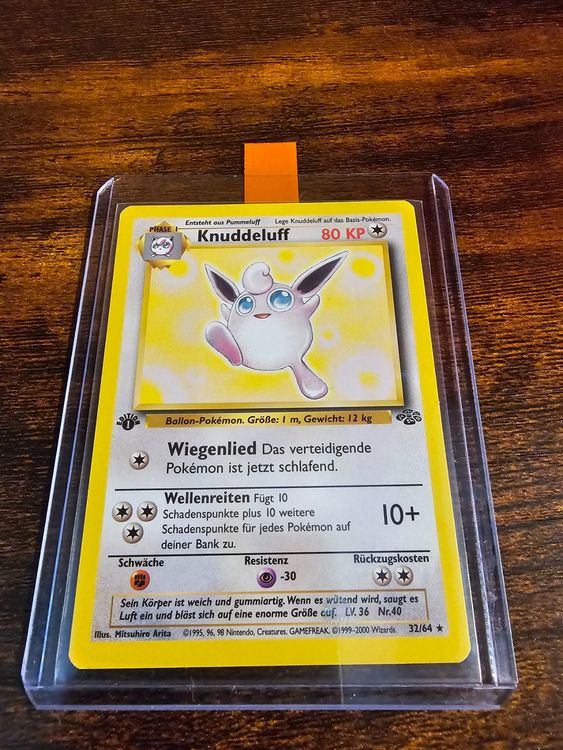 Entsteht aus Pummeluff Lege Knuddeluff auf das Basis-Pokémon.
PHASE 1
Knuddeluff 80 KP
Ballon-Pokémon. Größe: 1 m, Gewicht: 12 kg
EDITION
1
Wiegenlied Das verteidigende
Pokémon ist jetzt schlafend.
Wellenreiten Fügt 10
Schadenspunkte plus 10 weitere
Schadenspunkte für jedes Pokémon auf
deiner Bank zu.
10+
Schwäche Resistenz Rückzugskosten
-30
Sein Körper ist weich und gummiartig. Wenn es wütend wird, saugt es
Luft ein und bläst sich auf eine enorme Größe auf. LV. 36 Nr. 40
Illus. Mitsuhiro Arita ©1995, 96, 98 Nintendo, Creatures, GAMEFREAK. ©1999-2000 Wizards. 32/64 ★